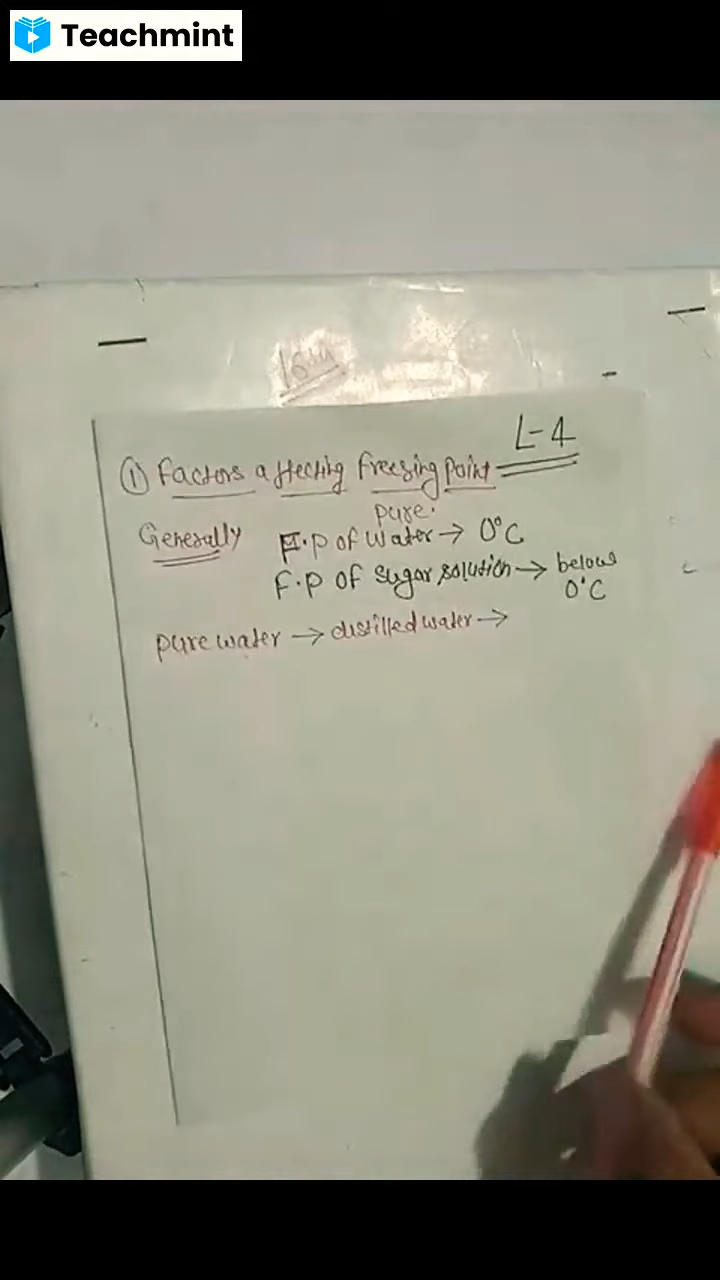 Teachmint
L-4
① Factors affecting freezing point
pure.
Generally F.P of water → 0°C
F.P of sugar solution → below
0°C
pure water → distilled water →